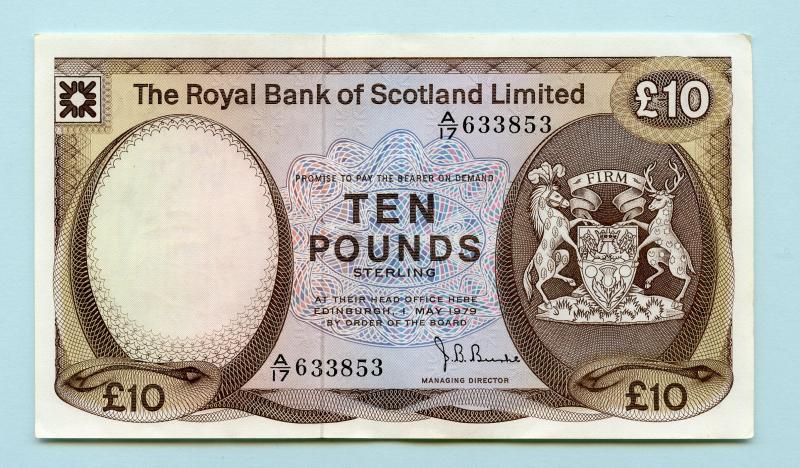 The Royal Bank of Scotland Limited
£10
A/17 633853
PROMISE TO PAY THE BEARER ON DEMAND
FIRM
TEN
POUNDS
STERLING
AT THEIR HEAD OFFICE HERE
EDINBURGH, 1 MAY 1979
BY ORDER OF THE BOARD
A/17 633853
J. B. Burke
MANAGING DIRECTOR
£10
£10